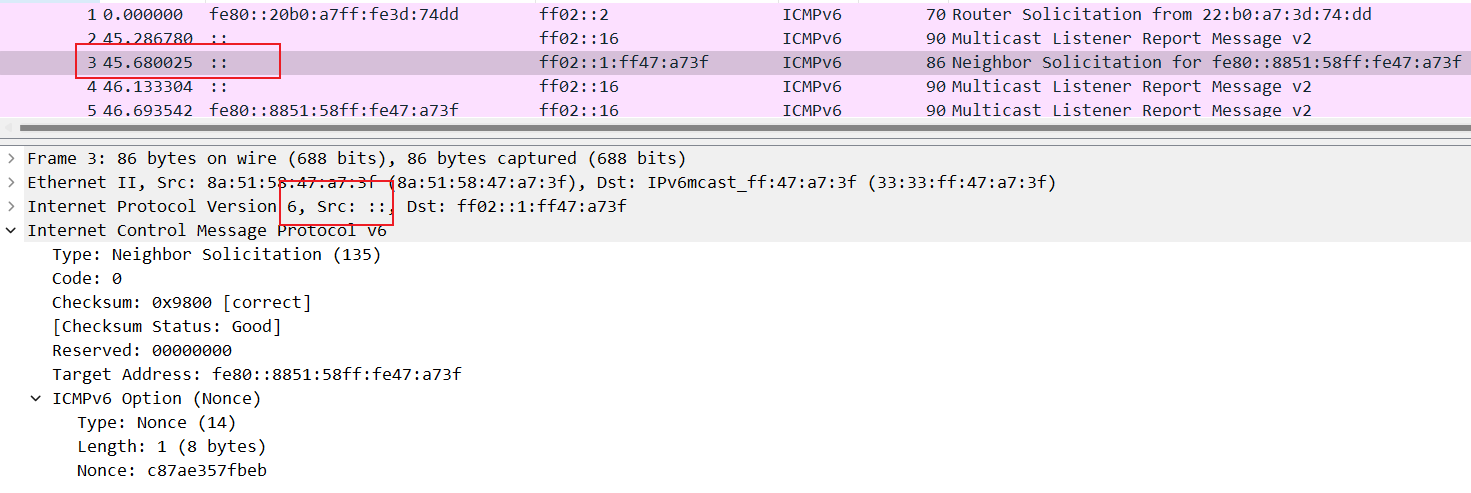 1 0.000000 fe80::20b0:a7ff:fe3d:74dd ff02::2 ICMPv6 70 Router Solicitation from 22:b0:a7:3d:74:dd
2 45.286780 :: ff02::16 ICMPv6 90 Multicast Listener Report Message v2
3 45.680025 :: ff02::1:ff47:a73f ICMPv6 86 Neighbor Solicitation for fe80::8851:58ff:fe47:a73f
4 46.133304 :: ff02::16 ICMPv6 90 Multicast Listener Report Message v2
5 46.693542 fe80::8851:58ff:fe47:a73f ff02::16 ICMPv6 90 Multicast Listener Report Message v2
Frame 3: 86 bytes on wire (688 bits), 86 bytes captured (688 bits)
Ethernet II, Src: 8a:51:58:47:a7:3f (8a:51:58:47:a7:3f), Dst: IPv6mcast_ff:47:a7:3f (33:33:ff:47:a7:3f)
Internet Protocol Version 6, Src: ::, Dst: ff02::1:ff47:a73f
Internet Control Message Protocol v6
Type: Neighbor Solicitation (135)
Code: 0
Checksum: 0x9800 [correct]
[Checksum Status: Good]
Reserved: 00000000
Target Address: fe80::8851:58ff:fe47:a73f
ICMPv6 Option (Nonce)
Type: Nonce (14)
Length: 1 (8 bytes)
Nonce: c87ae357fbeb